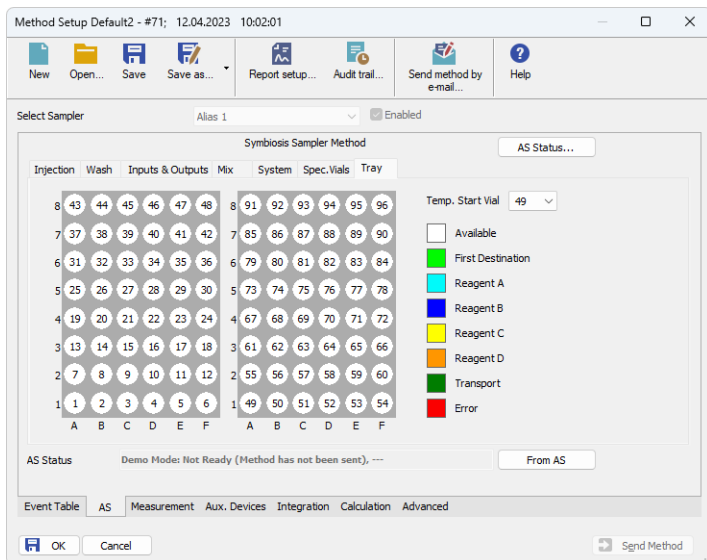 Method Setup Default2 - #71; 12.04.2023 10:02:01
New Open... Save Save as... Report setup... Audit trail... Send method by e-mail... Help
Select Sampler Alias 1 Enabled
Symbiosis Sampler Method AS Status...
Injection Wash Inputs & Outputs Mix System Spec.Vials Tray
Temp. Start Vial 49
8 43 44 45 46 47 48 8 91 92 93 94 95 96
7 37 38 39 40 41 42 7 85 86 87 88 89 90
6 31 32 33 34 35 36 6 79 80 81 82 83 84
5 25 26 27 28 29 30 5 73 74 75 76 77 78
4 19 20 21 22 23 24 4 67 68 69 70 71 72
3 13 14 15 16 17 18 3 61 62 63 64 65 66
2 7 8 9 10 11 12 2 55 56 57 58 59 60
1 1 2 3 4 5 6 1 49 50 51 52 53 54
A B C D E F A B C D E F
Available
First Destination
Reagent A
Reagent B
Reagent C
Reagent D
Transport
Error
AS Status Demo Mode: Not Ready (Method has not been sent), --- From AS
Event Table AS Measurement Aux. Devices Integration Calculation Advanced
OK Cancel Send Method